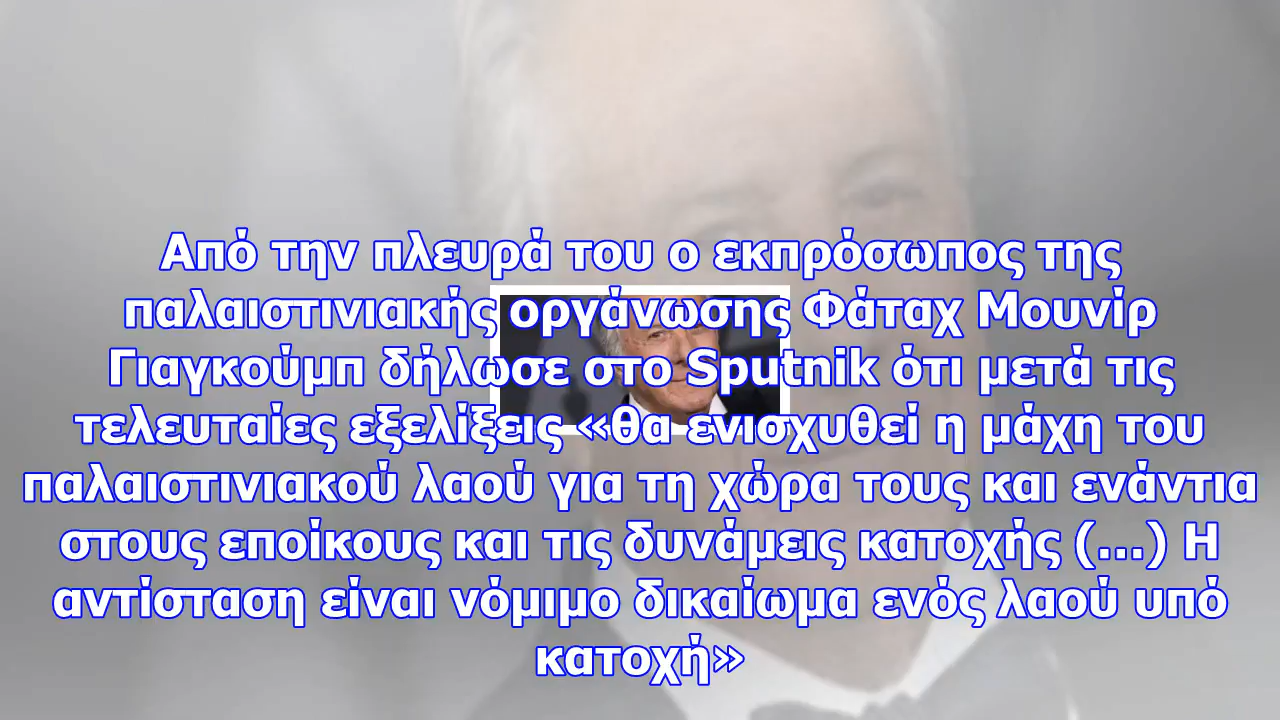 Από την πλευρά του ο εκπρόσωπος της
παλαιστινιακής οργάνωσης Φάταχ Μουνίρ
Γιαγκούμπ δήλωσε στο Sputnik ότι μετά τις
τελευταίες εξελίξεις «θα ενισχυθεί η μάχη του
παλαιστινιακού λαού για τη χώρα τους και ενάντια
στους εποίκους και τις δυνάμεις κατοχής (...) Η
αντίσταση είναι νόμιμο δικαίωμα ενός λαού υπό
κατοχή»